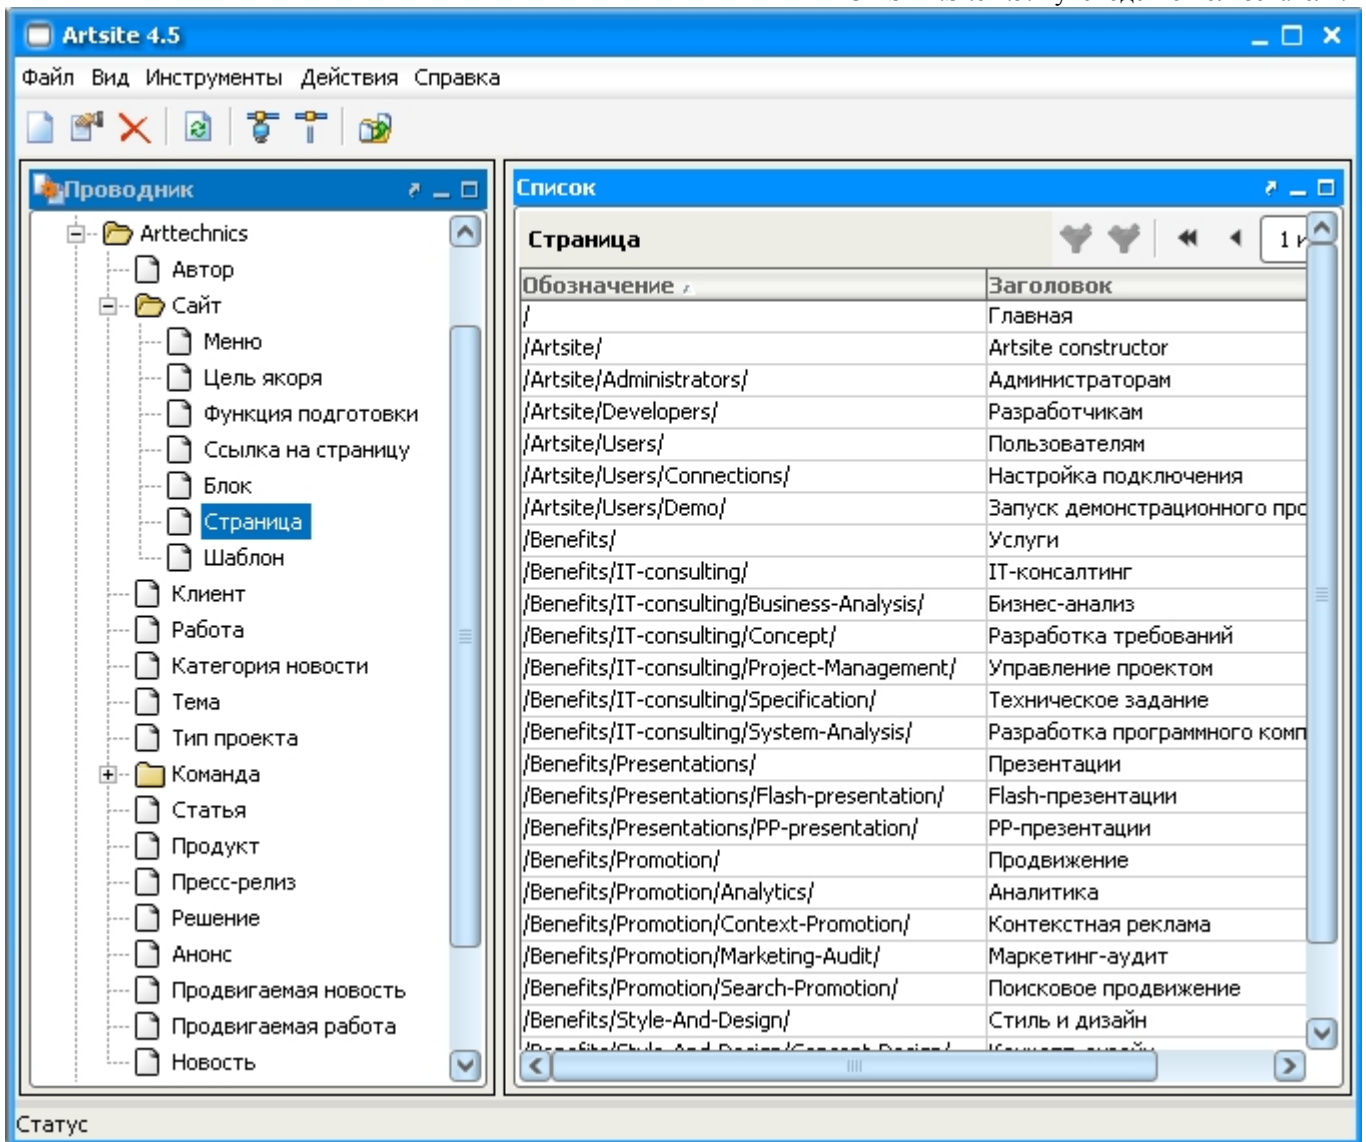 Artsite 4.5
Файл Вид Инструменты Действия Справка
Проводник
Arttechnics
Автор
Сайт
Меню
Цель якоря
Функция подготовки
Ссылка на страницу
Блок
Страница
Шаблон
Клиент
Работа
Категория новости
Тема
Тип проекта
Команда
Статья
Продукт
Пресс-релиз
Решение
Анонс
Продвигаемая новость
Продвигаемая работа
Новость
Список
Страница 1 и
Обозначение Заголовок
/ Главная
/Artsite/ Artsite constructor
/Artsite/Administrators/ Администраторам
/Artsite/Developers/ Разработчикам
/Artsite/Users/ Пользователям
/Artsite/Users/Connections/ Настройка подключения
/Artsite/Users/Demo/ Запуск демонстрационного прс
/Benefits/ Услуги
/Benefits/IT-consulting/ IT-консалтинг
/Benefits/IT-consulting/Business-Analysis/ Бизнес-анализ
/Benefits/IT-consulting/Concept/ Разработка требований
/Benefits/IT-consulting/Project-Management/ Управление проектом
/Benefits/IT-consulting/Specification/ Техническое задание
/Benefits/IT-consulting/System-Analysis/ Разработка программного комп
/Benefits/Presentations/ Презентации
/Benefits/Presentations/Flash-presentation/ Flash-презентации
/Benefits/Presentations/PP-presentation/ PP-презентации
/Benefits/Promotion/ Продвижение
/Benefits/Promotion/Analytics/ Аналитика
/Benefits/Promotion/Context-Promotion/ Контекстная реклама
/Benefits/Promotion/Marketing-Audit/ Маркетинг-аудит
/Benefits/Promotion/Search-Promotion/ Поисковое продвижение
/Benefits/Style-And-Design/ Стиль и дизайн
Статус